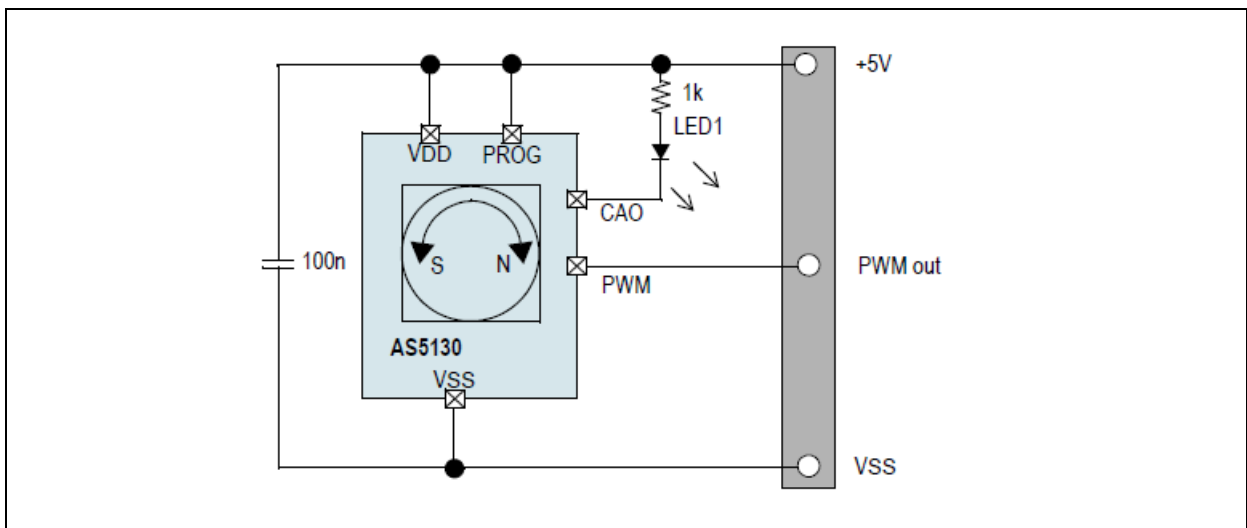 +5V
1k
LED1
VDD
PROG
CAO
100n
S
N
PWM
PWM out
AS5130
VSS
VSS